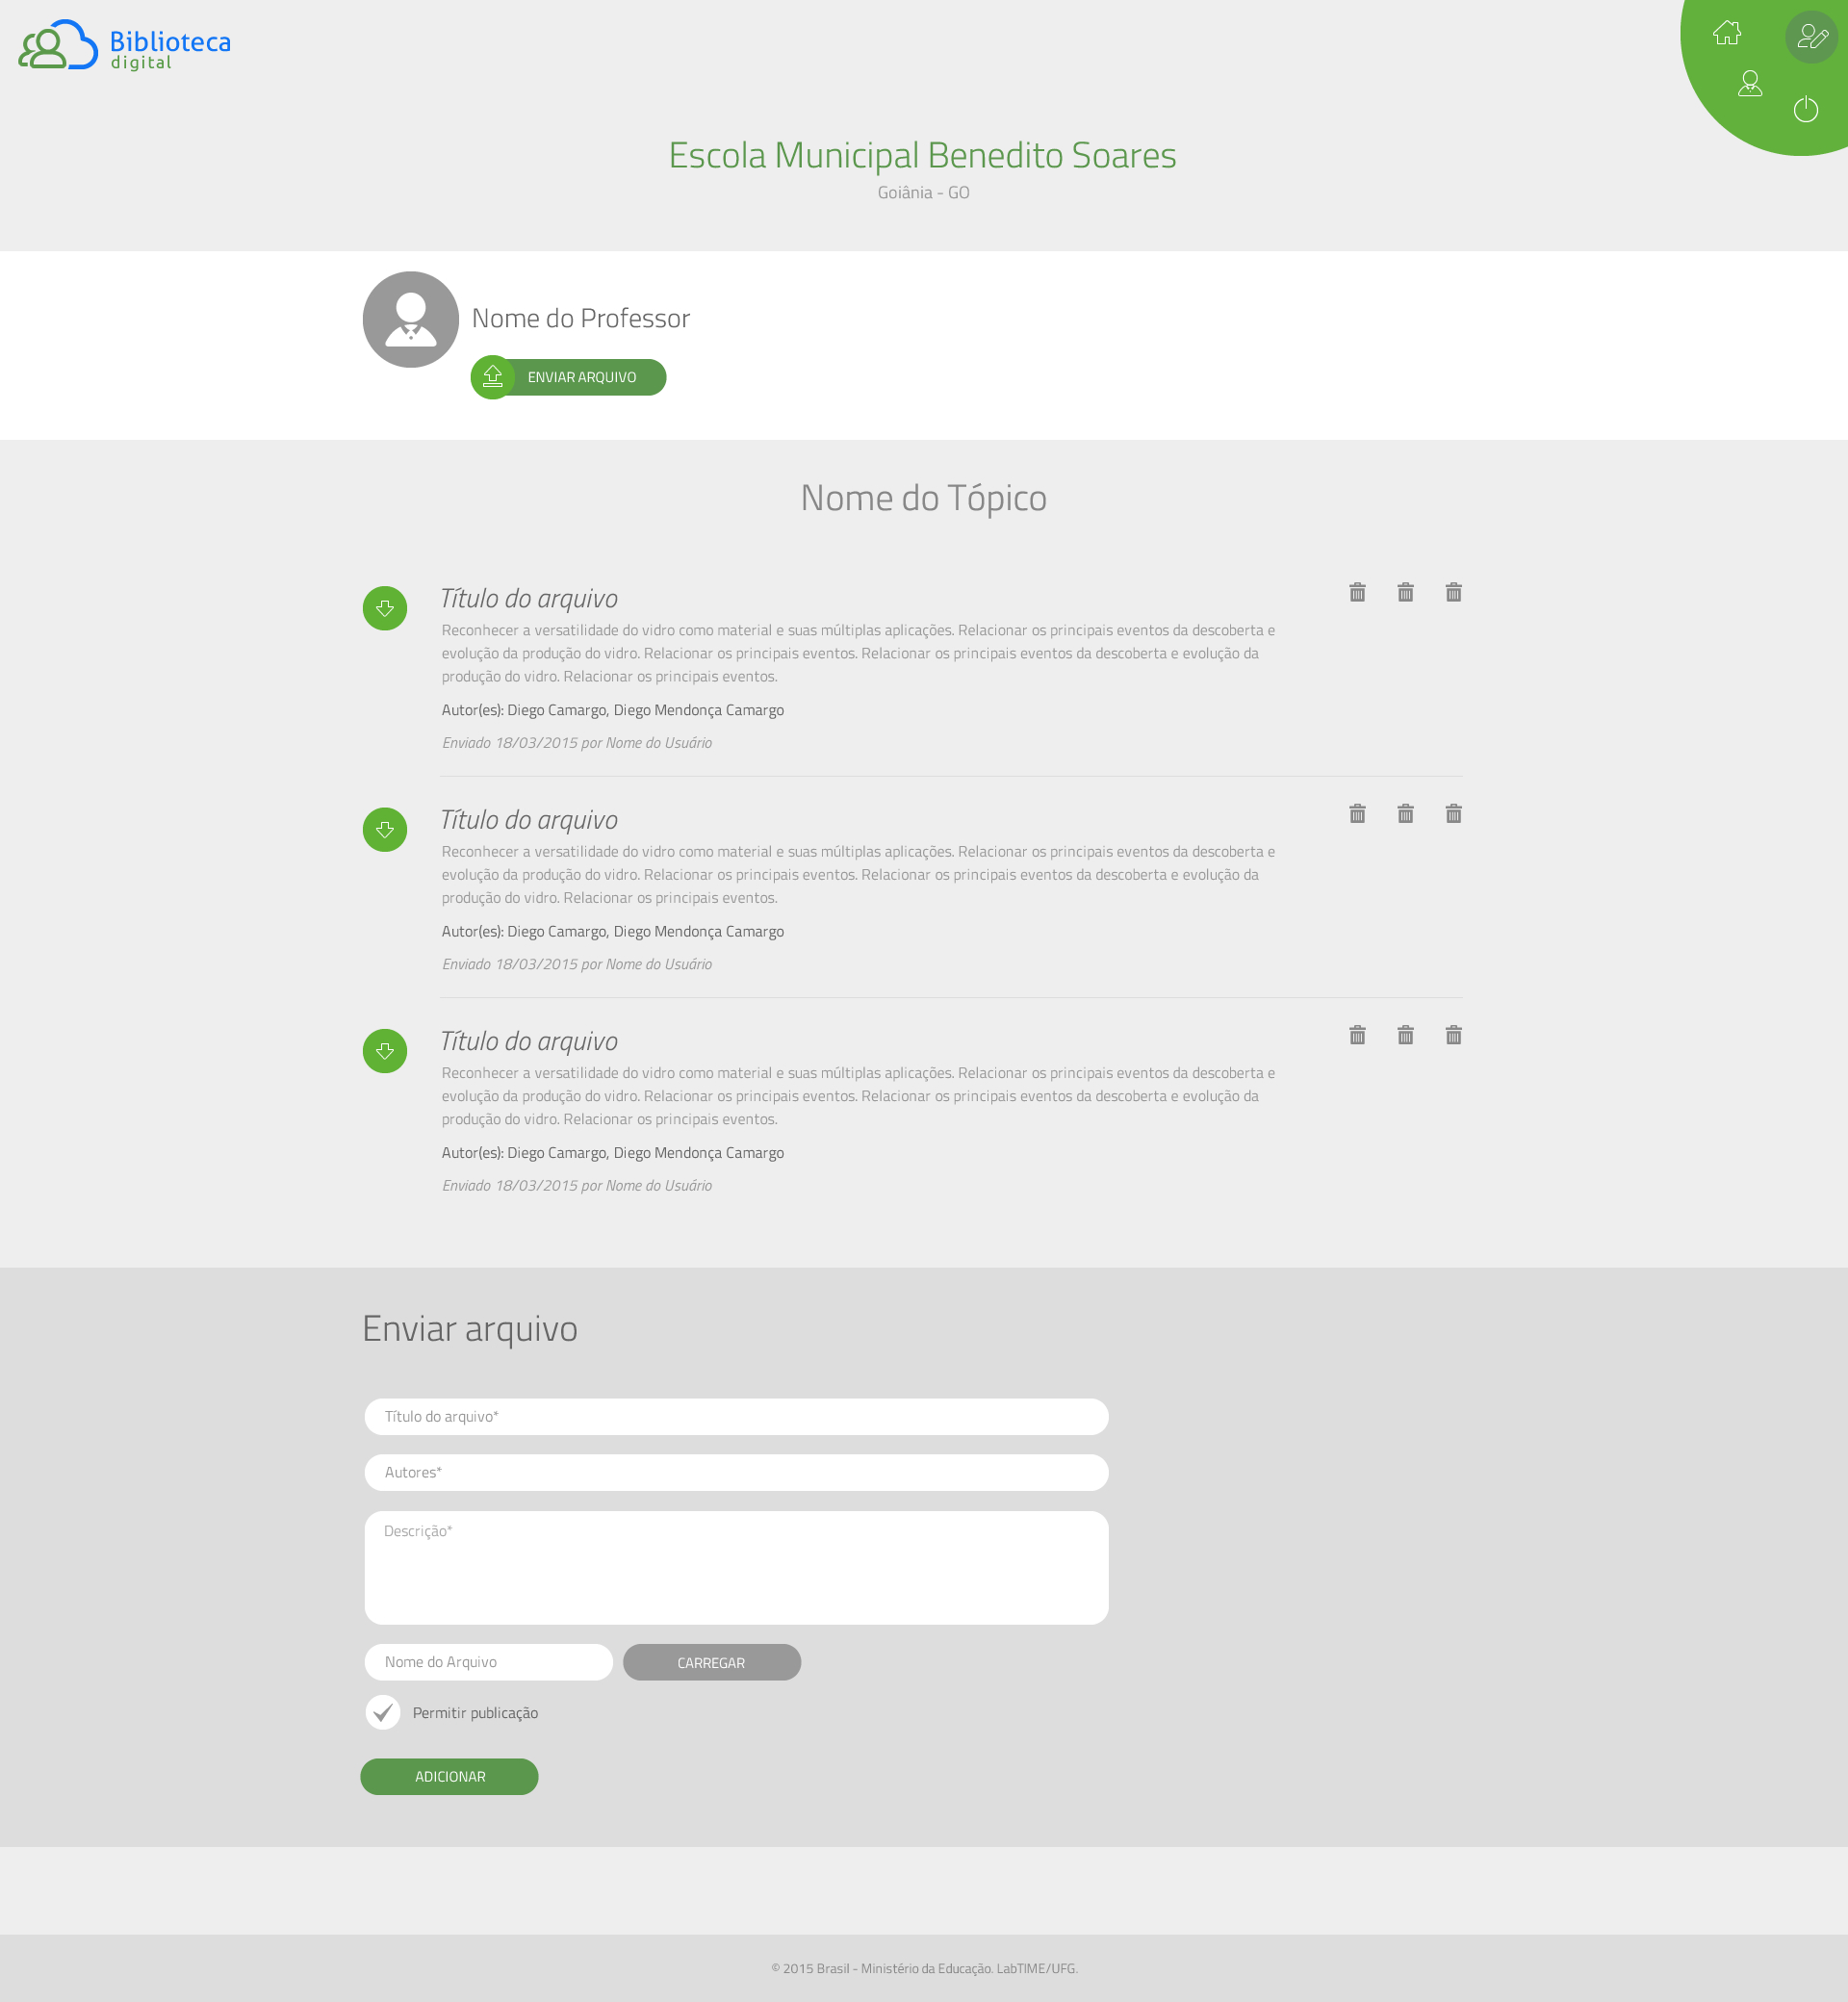 Biblioteca
digital
Escola Municipal Benedito Soares
Goiânia - GO
Nome do Professor
ENVIAR ARQUIVO
Nome do Tópico
Título do arquivo
Reconhecer a versatilidade do vidro como material e suas múltiplas aplicações. Relacionar os principais eventos da descoberta e
evolução da produção do vidro. Relacionar os principais eventos. Relacionar os principais eventos da descoberta e evolução da
produção do vidro. Relacionar os principais eventos.
Autor(es): Diego Camargo, Diego Mendonça Camargo
Enviado 18/03/2015 por Nome do Usuário
Título do arquivo
Reconhecer a versatilidade do vidro como material e suas múltiplas aplicações. Relacionar os principais eventos da descoberta e
evolução da produção do vidro. Relacionar os principais eventos. Relacionar os principais eventos da descoberta e evolução da
produção do vidro. Relacionar os principais eventos.
Autor(es): Diego Camargo, Diego Mendonça Camargo
Enviado 18/03/2015 por Nome do Usuário
Título do arquivo
Reconhecer a versatilidade do vidro como material e suas múltiplas aplicações. Relacionar os principais eventos da descoberta e
evolução da produção do vidro. Relacionar os principais eventos. Relacionar os principais eventos da descoberta e evolução da
produção do vidro. Relacionar os principais eventos.
Autor(es): Diego Camargo, Diego Mendonça Camargo
Enviado 18/03/2015 por Nome do Usuário
Enviar arquivo
Título do arquivo*
Autores*
Descrição*
Nome do Arquivo
CARREGAR
Permitir publicação
ADICIONAR
© 2015 Brasil - Ministério da Educação. LabTIME/UFG.